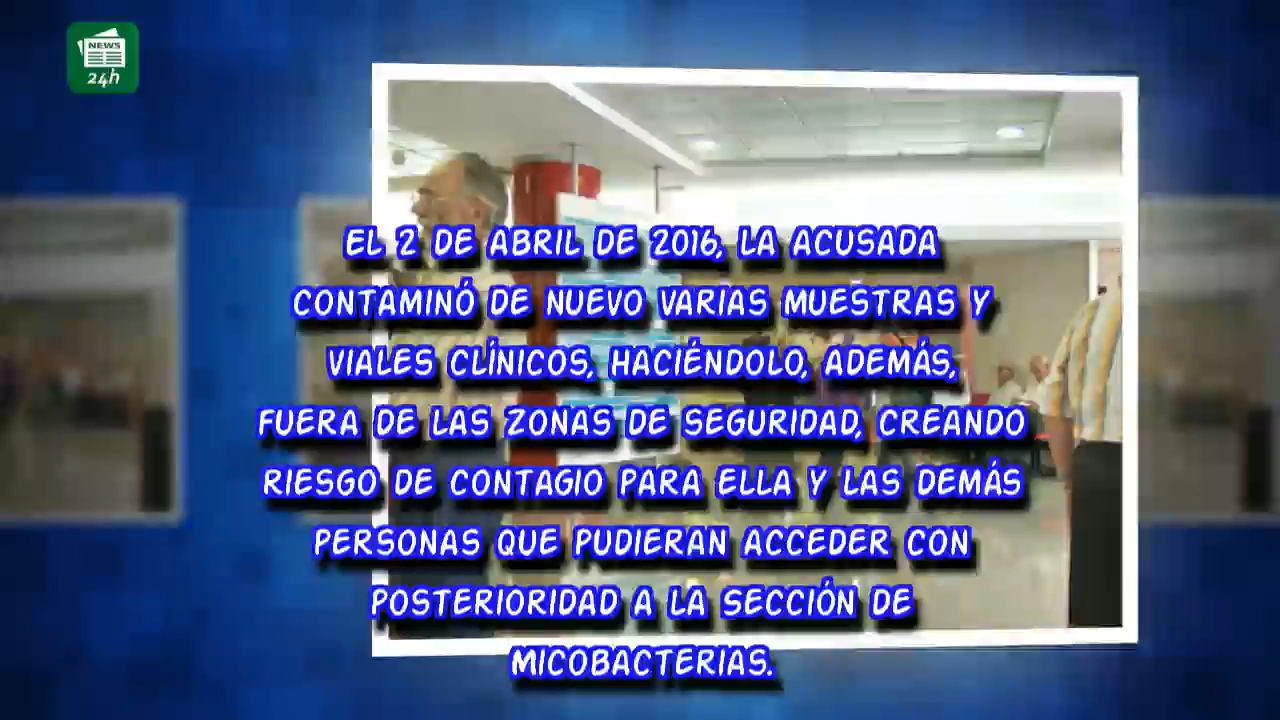 NEWS
24h
EL 2 DE ABRIL DE 2016, LA ACUSADA
CONTAMINÓ DE NUEVO VARIAS MUESTRAS Y
VIALES CLÍNICOS, HACIÉNDOLO, ADEMÁS,
FUERA DE LAS ZONAS DE SEGURIDAD, CREANDO
RIESGO DE CONTAGIO PARA ELLA Y LAS DEMÁS
PERSONAS QUE PUDIERAN ACCEDER CON
POSTERIORIDAD A LA SECCIÓN DE
MICOBACTERIAS.